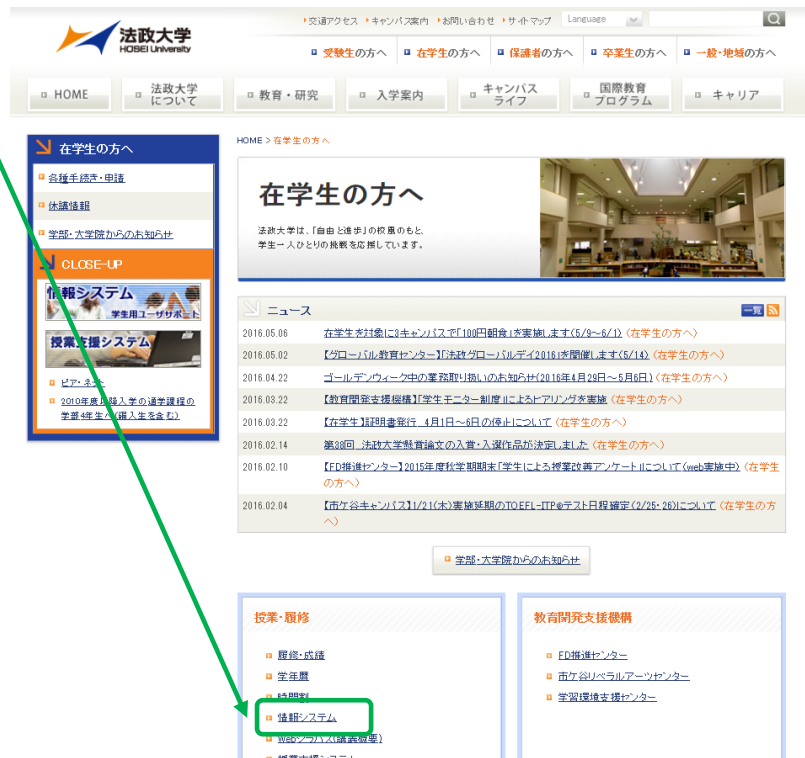 交通アクセス キャンパス案内 お問い合わせ サイトマップ Language
法政大学
HOSEI University
受験生の方へ 在学生の方へ 保護者の方へ 卒業生の方へ 一般・地域の方へ
HOME 法政大学について 教育・研究 入学案内 キャンパスライフ 国際教育プログラム キャリア
在学生の方へ
各種手続き・申請
休講情報
学部・大学院からのお知らせ
CLOSE-UP
情報システム
学生用ユーザサポート
授業支援システム
ピア・ネット
2010年度以降入学の通学課程の
学部4年生へ(編入生を含む)
HOME > 在学生の方へ
在学生の方へ
法政大学は、「自由と進歩」の校風のもと、
学生一人ひとりの挑戦を応援しています。
ニュース 一覧
2016.05.06 在学生を対象に3キャンパスで「100円朝食」を実施します(5/9~6/1)(在学生の方へ)
2016.05.02 【グローバル教育センター】「法政グローバルデイ2016」を開催します(5/14)(在学生の方へ)
2016.04.22 ゴールデンウィーク中の業務取り扱いのお知らせ(2016年4月29日~5月6日)(在学生の方へ)
2016.03.22 【教育開発支援機構】「学生モニター制度」によるヒアリングを実施(在学生の方へ)
2016.03.22 【在学生】証明書発行 4月1日~6日の停止について(在学生の方へ)
2016.02.14 第38回 法政大学懸賞論文の入賞・入選作品が決定しました(在学生の方へ)
2016.02.10 【FD推進センター】2015年度秋学期期末「学生による授業改善アンケート」について(web実施中)(在学生
の方へ)
2016.02.04 【市ケ谷キャンパス】1/21(木)実施延期のTOEFL-ITP®テスト日程確定(2/25・26)について(在学生の方
へ)
学部・大学院からのお知らせ
授業・履修
履修・成績
学年暦
時間割
情報システム
Webシラバス(講義概要)
授業支援システム
教育開発支援機構
FD推進センター
市ケ谷リベラルアーツセンター
学習環境支援センター